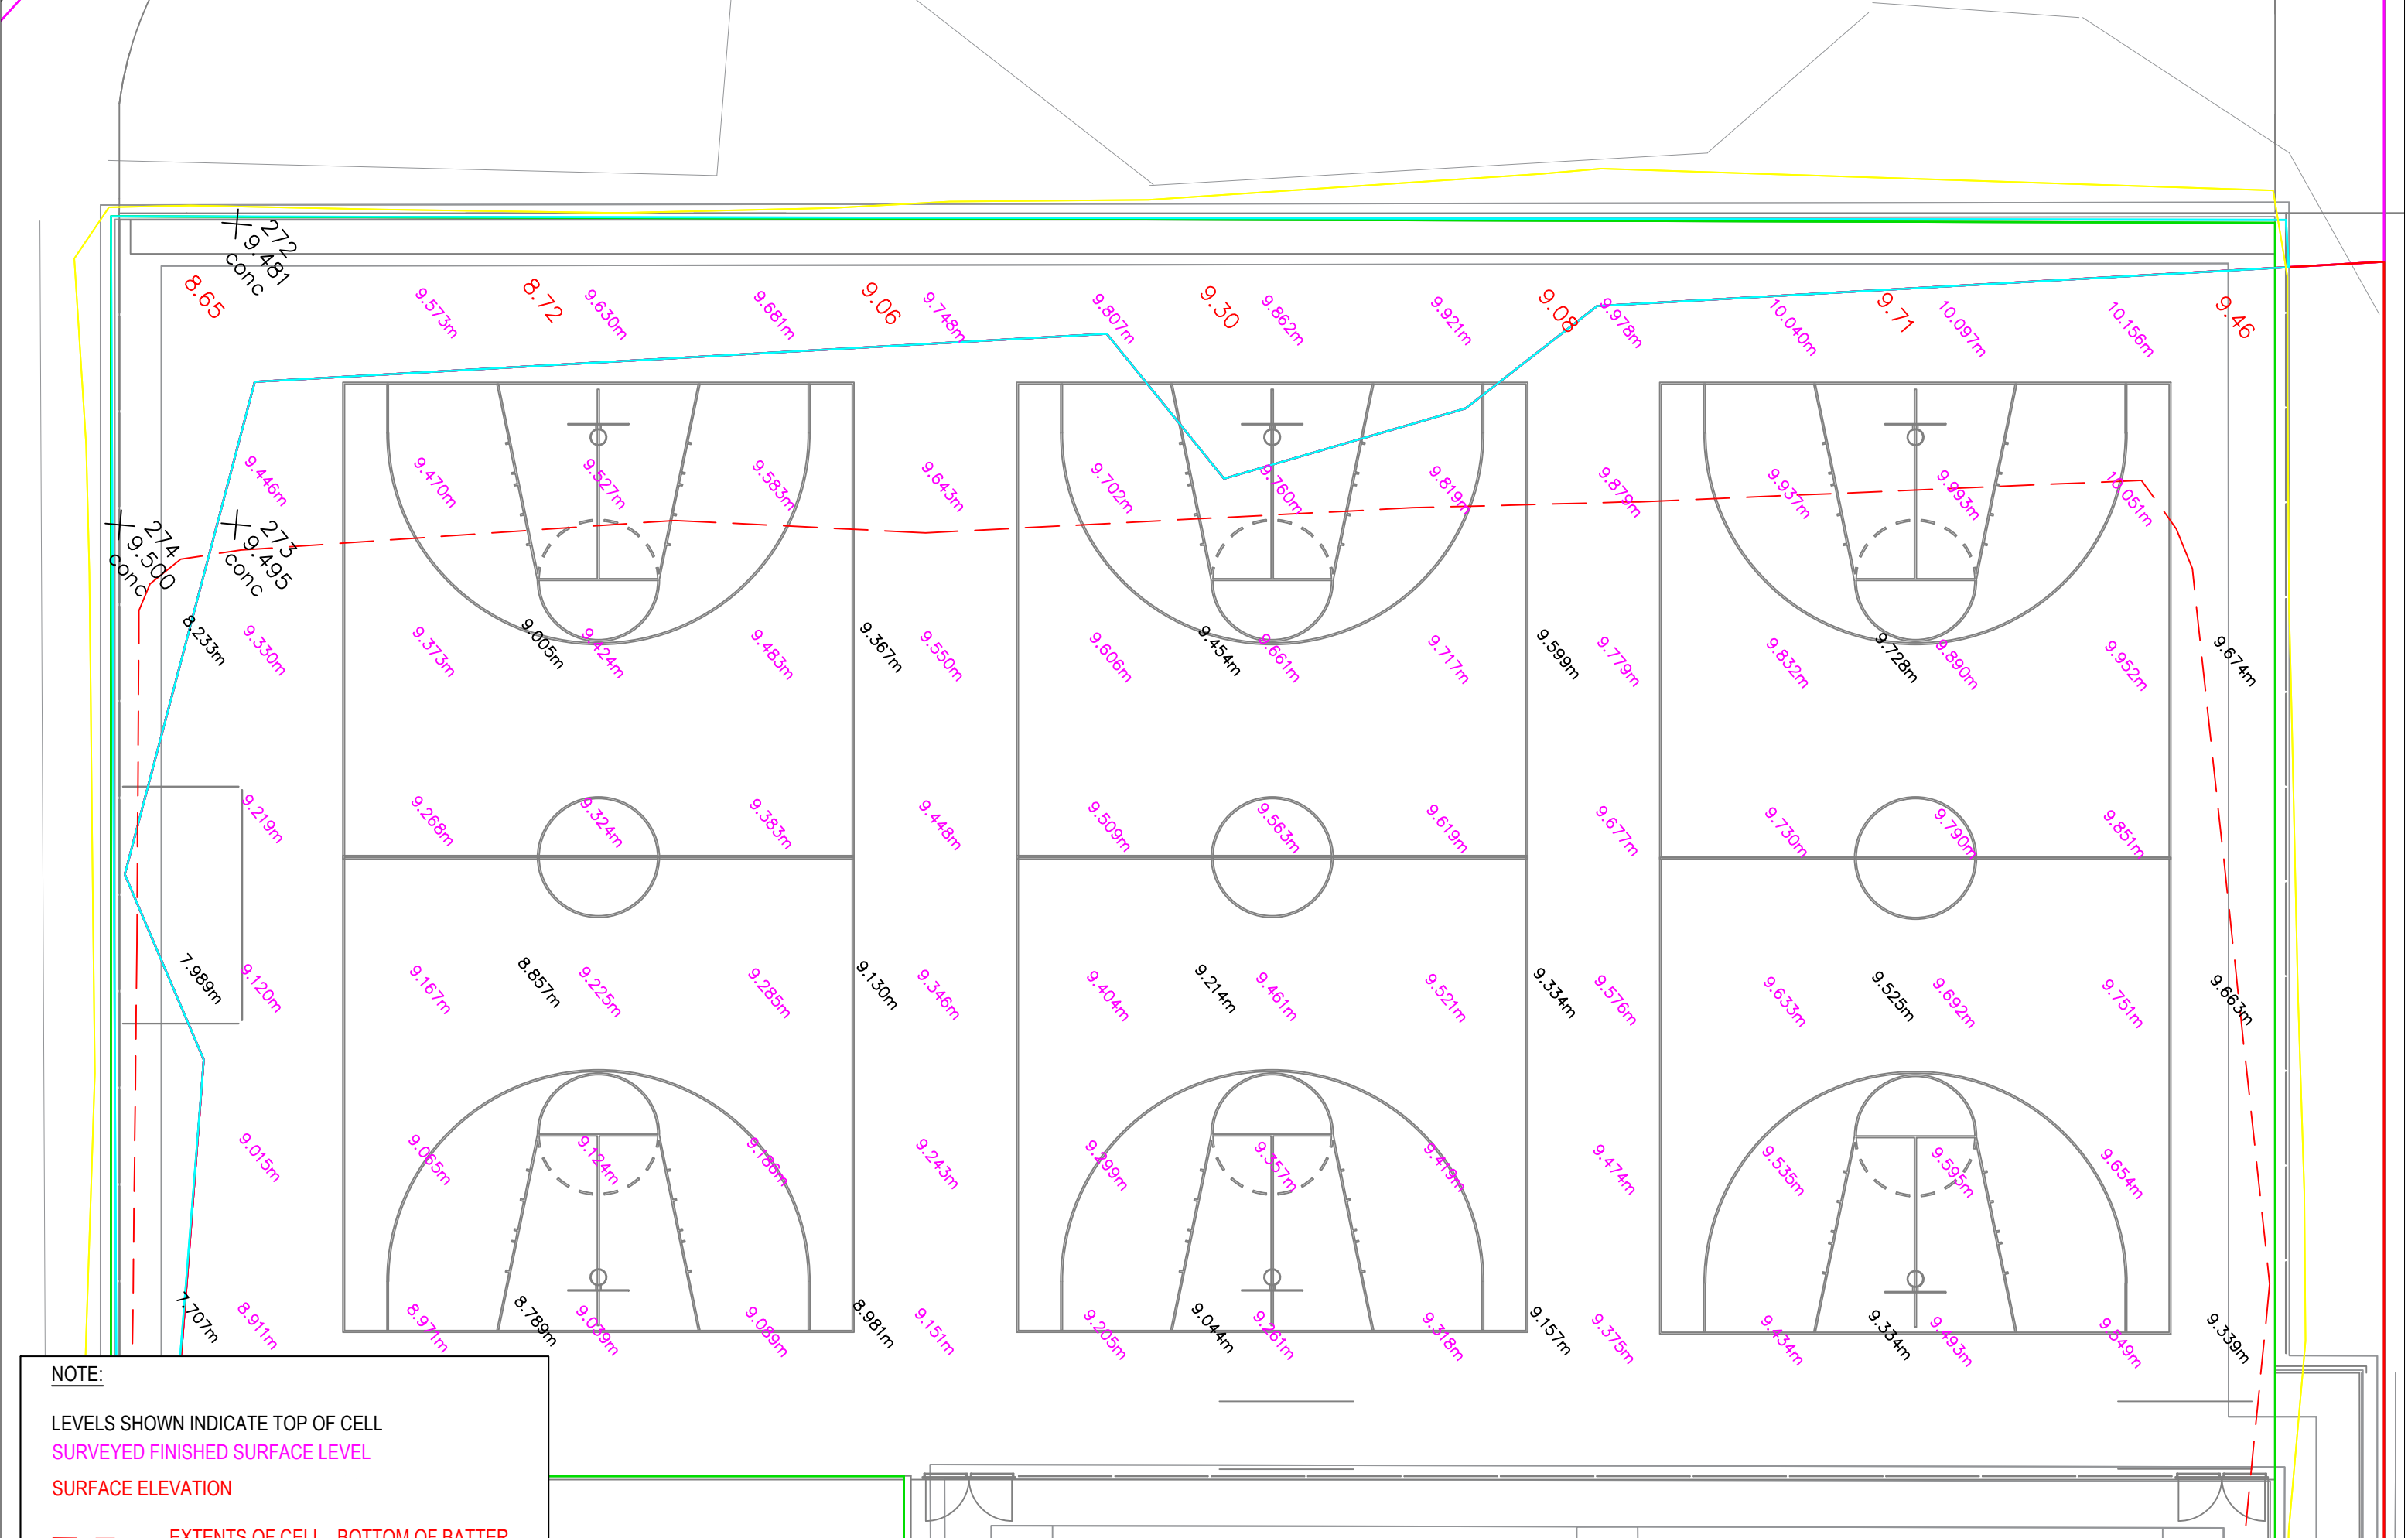 272
9.481
conc
8.65
9.573m
8.72
9.630m
9.681m
9.06
9.748m
9.807m
9.30
9.862m
9.921m
9.08
9.978m
10.040m
9.71
10.097m
10.156m
9.46
9.446m
9.470m
9.527m
9.583m
9.643m
9.702m
9.760m
9.819m
9.879m
9.937m
9.993m
10.051m
274
9.500
conc
273
9.495
conc
8.233m
9.330m
9.373m
9.005m
9.424m
9.483m
9.367m
9.550m
9.606m
9.454m
9.661m
9.717m
9.599m
9.779m
9.832m
9.728m
9.890m
9.952m
9.674m
9.219m
9.268m
9.324m
9.383m
9.448m
9.509m
9.563m
9.619m
9.677m
9.730m
9.790m
9.851m
7.989m
9.120m
9.167m
8.857m
9.225m
9.285m
9.130m
9.346m
9.404m
9.214m
9.461m
9.521m
9.334m
9.576m
9.633m
9.525m
9.692m
9.751m
9.663m
9.015m
9.065m
9.124m
9.186m
9.243m
9.299m
9.357m
9.419m
9.474m
9.535m
9.595m
9.654m
7.707m
8.911m
8.971m
8.789m
9.039m
9.089m
8.981m
9.151m
9.205m
9.044m
9.261m
9.318m
9.157m
9.375m
9.434m
9.334m
9.493m
9.549m
9.339m
NOTE:
LEVELS SHOWN INDICATE TOP OF CELL
SURVEYED FINISHED SURFACE LEVEL
SURFACE ELEVATION
EXTENTS OF CELL - BOTTOM OF BATTER